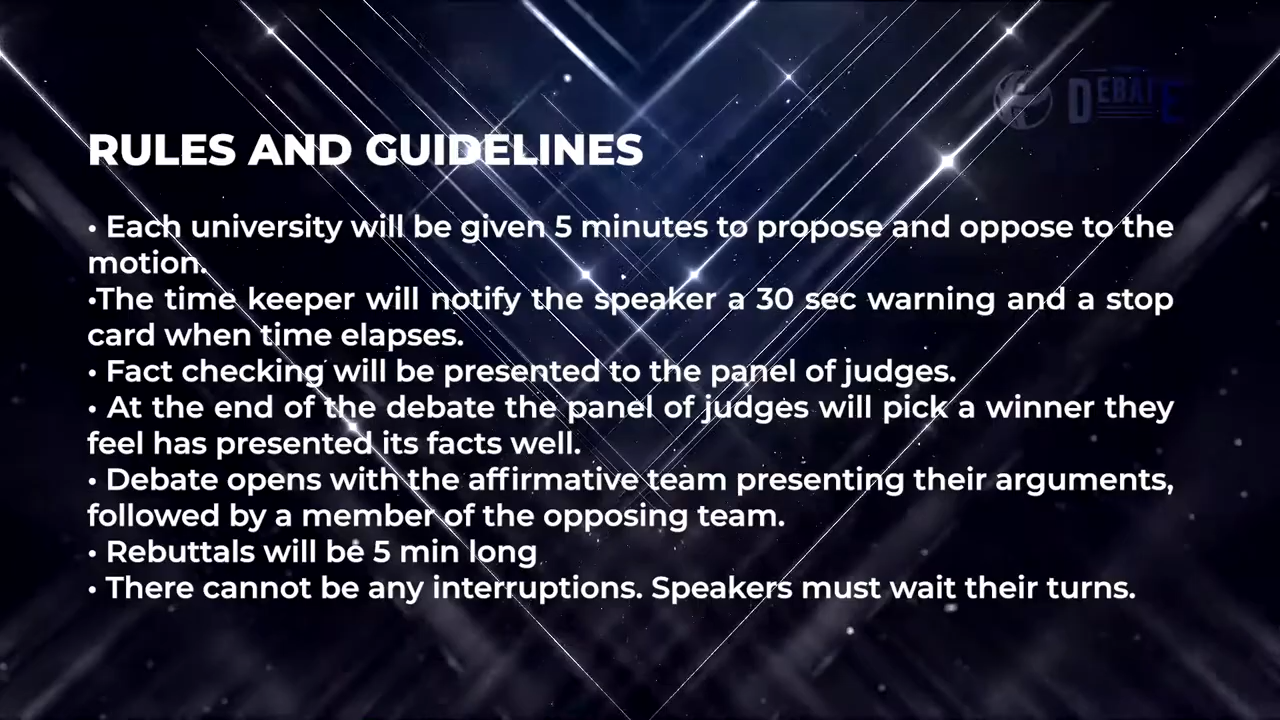 DEBATE
RULES AND GUIDELINES
• Each university will be given 5 minutes to propose and oppose to the
motion.
•The time keeper will notify the speaker a 30 sec warning and a stop
card when time elapses.
• Fact checking will be presented to the panel of judges.
• At the end of the debate the panel of judges will pick a winner they
feel has presented its facts well.
• Debate opens with the affirmative team presenting their arguments,
followed by a member of the opposing team.
• Rebuttals will be 5 min long
• There cannot be any interruptions. Speakers must wait their turns.